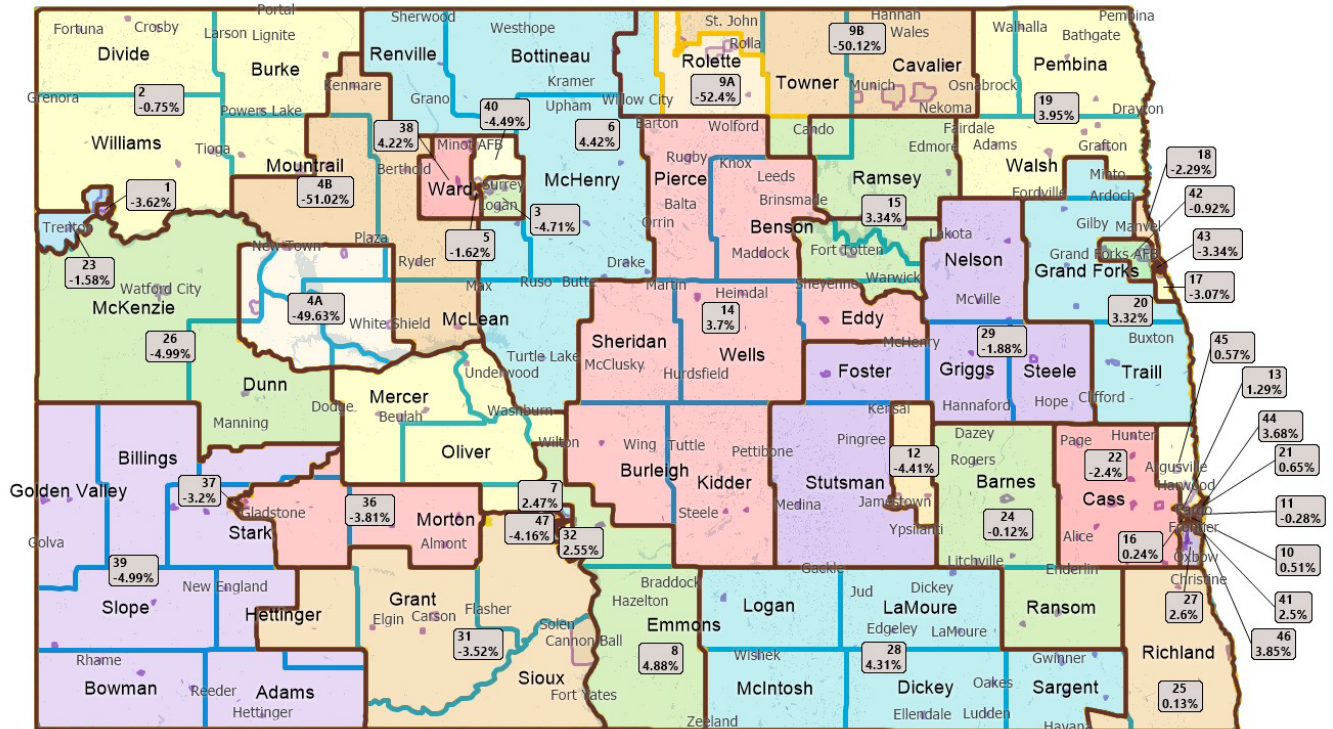 Portal
Sherwood
St. John
Hannah
Pembina
Fortuna
Crosby
Larson
Lignite
Westhope
Rolla
9B
-50.12%
Wales
Walhalla
Bathgate
Divide
Burke
Renville
Bottineau
Rolette
Towner
Cavalier
Pembina
Grenora
2
-0.75%
Powers Lake
Kenmare
Grano
Kramer
Upham
Willow City
9A
-52.4%
Munich
Osnabrock
Nekoma
19
3.95%
Drayton
Williams
Tioga
38
4.22%
40
-4.49%
Minot AFB
6
4.42%
Barton
Wolford
Cando
Fairdale
Edmore
Adams
Grafton
Walsh
Mountrail
Berthold
Ward
Surrey
Logan
McHenry
Rugby
Knox
Pierce
Leeds
Ramsey
Minto
18
-2.29%
1
-3.62%
4B
-51.02%
3
-4.71%
Balta
Brinsmade
15
3.34%
Fordville
Ardoch
42
-0.92%
Trenton
Orrin
Benson
Lakota
Gilby
Manvel
43
-3.34%
New Town
Plaza
5
-1.62%
Fort Totten
Maddock
Nelson
Grand Forks AFB
Grand Forks
23
-1.58%
Ryder
Drake
Warwick
17
-3.07%
Watford City
Max
Ruso
Butte
Martin
Sheyenne
McKenzie
4A
-49.63%
White Shield
McLean
Heimdal
14
3.7%
Eddy
McVille
20
3.32%
26
-4.99%
Sheridan
Wells
McHenry
29
-1.88%
Buxton
45
0.57%
Turtle Lake
McClusky
Hurdsfield
Foster
Griggs
Steele
Traill
13
1.29%
Dunn
Underwood
Mercer
Dodge
Beulah
Washburn
Kensal
Hannaford
Hope
Clifford
44
3.68%
Manning
Wilton
Wing
Tuttle
Pettibone
Pingree
Dazey
Page
Hunter
21
0.65%
Billings
Oliver
Burleigh
Kidder
12
-4.41%
Rogers
22
-2.4%
Argusville
Harwood
Golden Valley
37
-3.2%
Gladstone
36
-3.81%
7
2.47%
Stutsman
Barnes
Cass
11
-0.28%
Stark
Morton
47
-4.16%
32
2.55%
Steele
Medina
Jamestown
Ypsilanti
24
-0.12%
Fargo
Frontier
Golva
Almont
Alice
16
0.24%
Oxbow
10
0.51%
39
-4.99%
New England
Braddock
Gackle
Litchville
Enderlin
Christine
Slope
Hettinger
Grant
Elgin
Carson
Flasher
Hazelton
Logan
Jud
Dickey
LaMoure
Ransom
27
2.6%
41
2.5%
31
-3.52%
Solen
Cannon Ball
Emmons
Edgeley
LaMoure
46
3.85%
Rhame
8
4.88%
Wishek
28
4.31%
Gwinner
Richland
Bowman
Reeder
Adams
Hettinger
Sioux
Fort Yates
McIntosh
Dickey
Oakes
Sargent
25
0.13%
Zeeland
Ellendale
Ludden
Havana